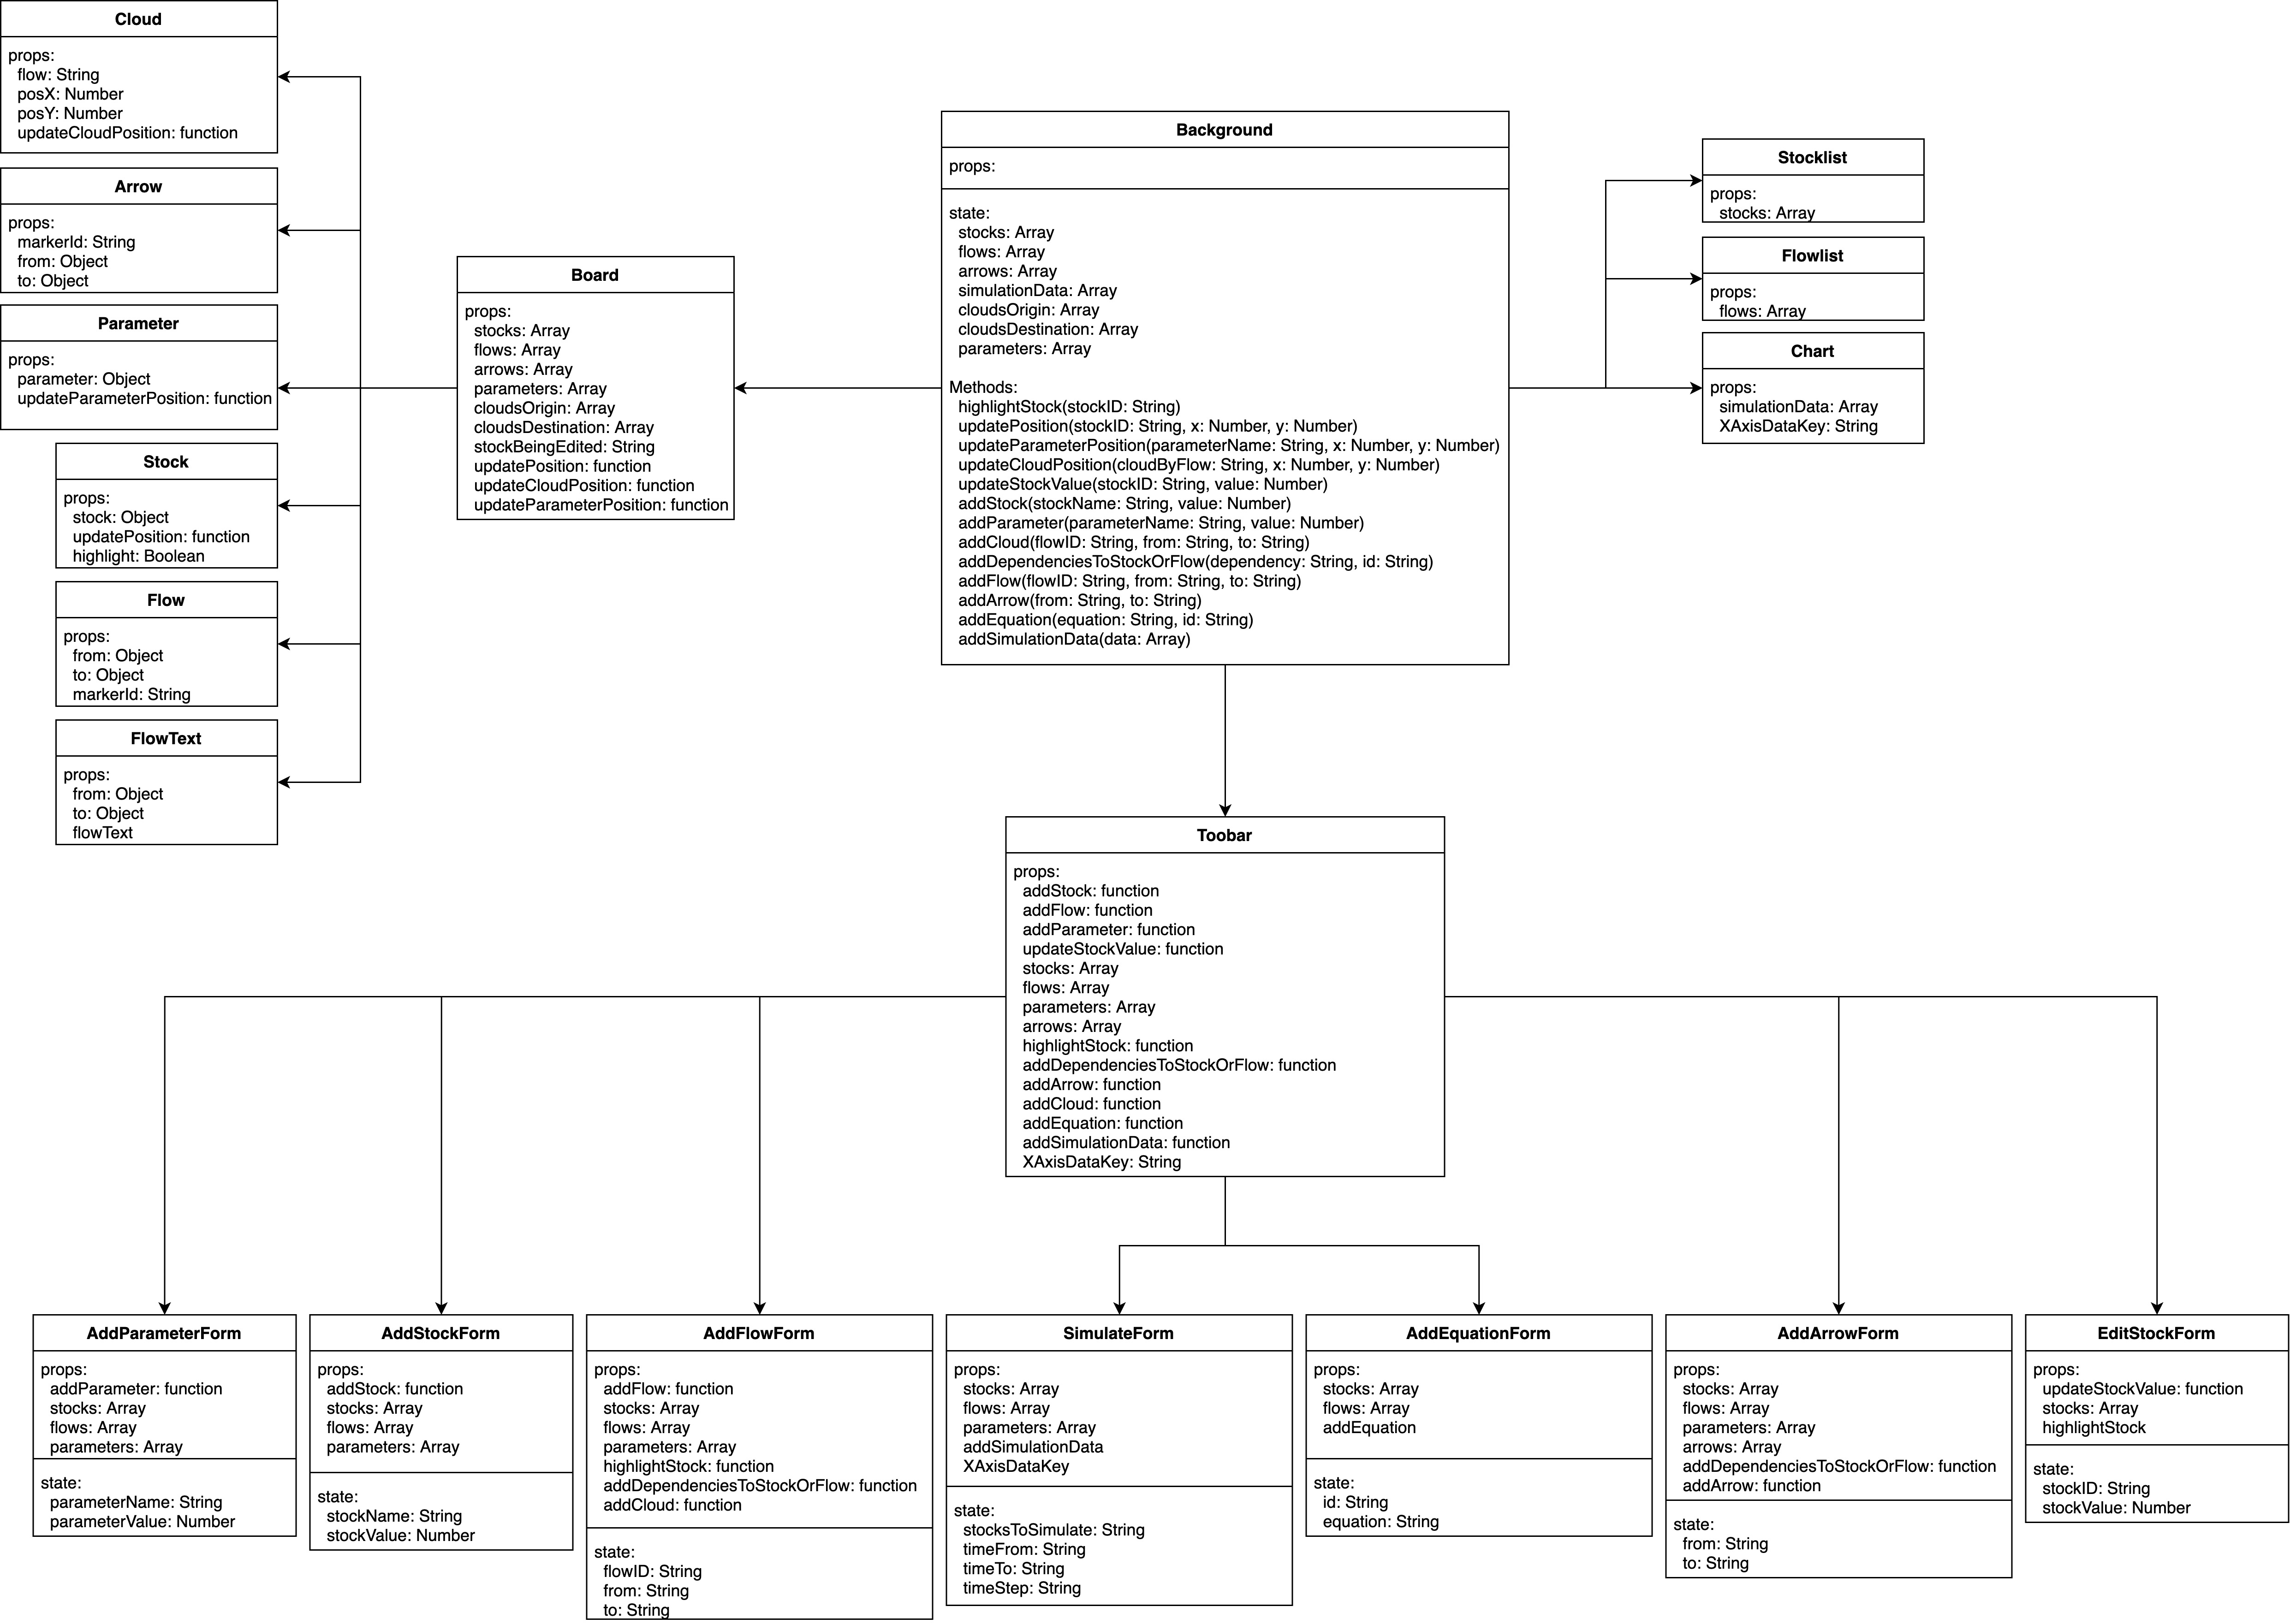 Cloud
props:
flow: String
posX: Number
posY: Number
updateCloudPosition: function
Arrow
props:
markerId: String
from: Object
to: Object
Parameter
props:
parameter: Object
updateParameterPosition: function
Stock
props:
stock: Object
updatePosition: function
highlight: Boolean
Flow
props:
from: Object
to: Object
markerId: String
FlowText
props:
from: Object
to: Object
flowText
Board
props:
stocks: Array
flows: Array
arrows: Array
parameters: Array
cloudsOrigin: Array
cloudsDestination: Array
stockBeingEdited: String
updatePosition: function
updateCloudPosition: function
updateParameterPosition: function
Background
props:
state:
stocks: Array
flows: Array
arrows: Array
simulationData: Array
cloudsOrigin: Array
cloudsDestination: Array
parameters: Array
Methods:
highlightStock(stockID: String)
updatePosition(stockID: String, x: Number, y: Number)
updateParameterPosition(parameterName: String, x: Number, y: Number)
updateCloudPosition(cloudByFlow: String, x: Number, y: Number)
updateStockValue(stockID: String, value: Number)
addStock(stockName: String, value: Number)
addParameter(parameterName: String, value: Number)
addCloud(flowID: String, from: String, to: String)
addDependenciesToStockOrFlow(dependency: String, id: String)
addFlow(flowID: String, from: String, to: String)
addArrow(from: String, to: String)
addEquation(equation: String, id: String)
addSimulationData(data: Array)
Stocklist
props:
stocks: Array
Flowlist
props:
flows: Array
Chart
props:
simulationData: Array
XAxisDataKey: String
Toobar
props:
addStock: function
addFlow: function
addParameter: function
updateStockValue: function
stocks: Array
flows: Array
parameters: Array
arrows: Array
highlightStock: function
addDependenciesToStockOrFlow: function
addArrow: function
addCloud: function
addEquation: function
addSimulationData: function
XAxisDataKey: String
AddParameterForm
props:
addParameter: function
stocks: Array
flows: Array
parameters: Array
state:
parameterName: String
parameterValue: Number
AddStockForm
props:
addStock: function
stocks: Array
flows: Array
parameters: Array
state:
stockName: String
stockValue: Number
AddFlowForm
props:
addFlow: function
stocks: Array
flows: Array
parameters: Array
highlightStock: function
addDependenciesToStockOrFlow: function
addCloud: function
state:
flowID: String
from: String
to: String
SimulateForm
props:
stocks: Array
flows: Array
parameters: Array
addSimulationData
XAxisDataKey
state:
stocksToSimulate: String
timeFrom: String
timeTo: String
timeStep: String
AddEquationForm
props:
stocks: Array
flows: Array
addEquation
state:
id: String
equation: String
AddArrowForm
props:
stocks: Array
flows: Array
parameters: Array
arrows: Array
addDependenciesToStockOrFlow: function
addArrow: function
state:
from: String
to: String
EditStockForm
props:
updateStockValue: function
stocks: Array
highlightStock
state:
stockID: String
stockValue: Number